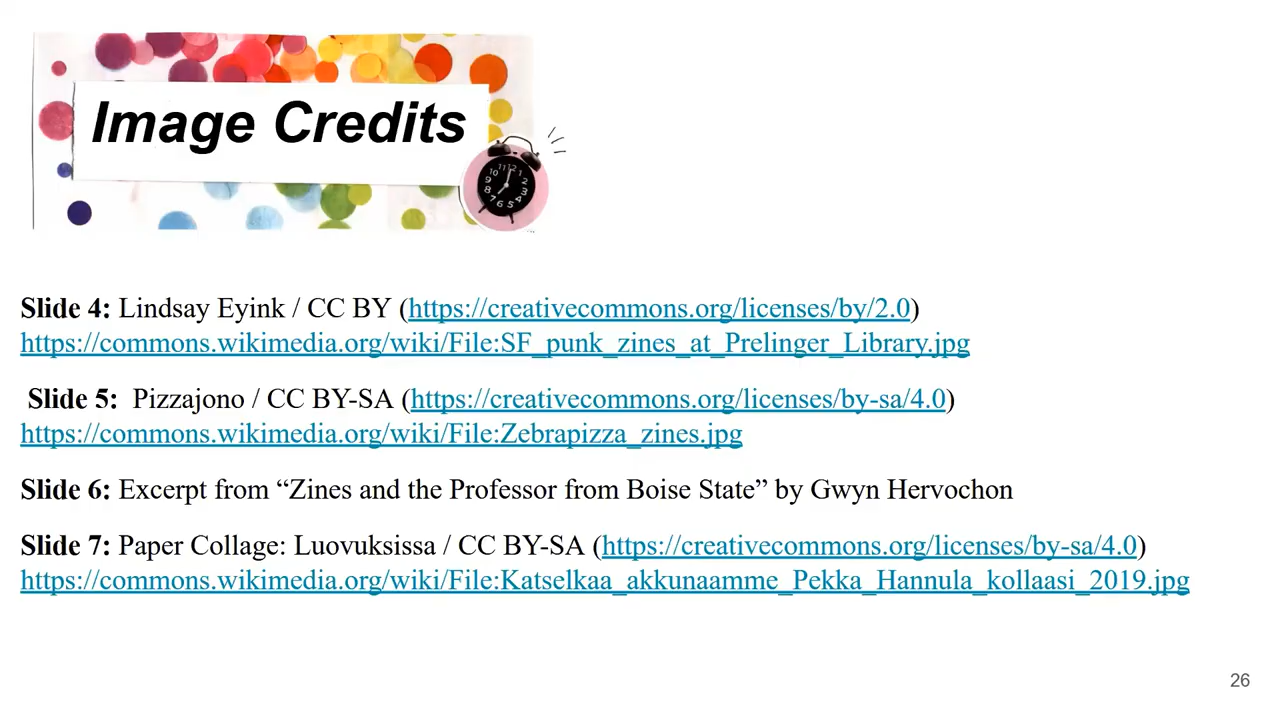 Image Credits
Slide 4: Lindsay Eyink / CC BY (https://creativecommons.org/licenses/by/2.0)
https://commons.wikimedia.org/wiki/File:SF_punk_zines_at_Prelinger_Library.jpg
Slide 5: Pizzajono / CC BY-SA (https://creativecommons.org/licenses/by-sa/4.0)
https://commons.wikimedia.org/wiki/File:Zebrapizza_zines.jpg
Slide 6: Excerpt from “Zines and the Professor from Boise State” by Gwyn Hervochon
Slide 7: Paper Collage: Luovuksissa / CC BY-SA (https://creativecommons.org/licenses/by-sa/4.0)
https://commons.wikimedia.org/wiki/File:Katselkaa_akkunaamme_Pekka_Hannula_kollaasi_2019.jpg
26